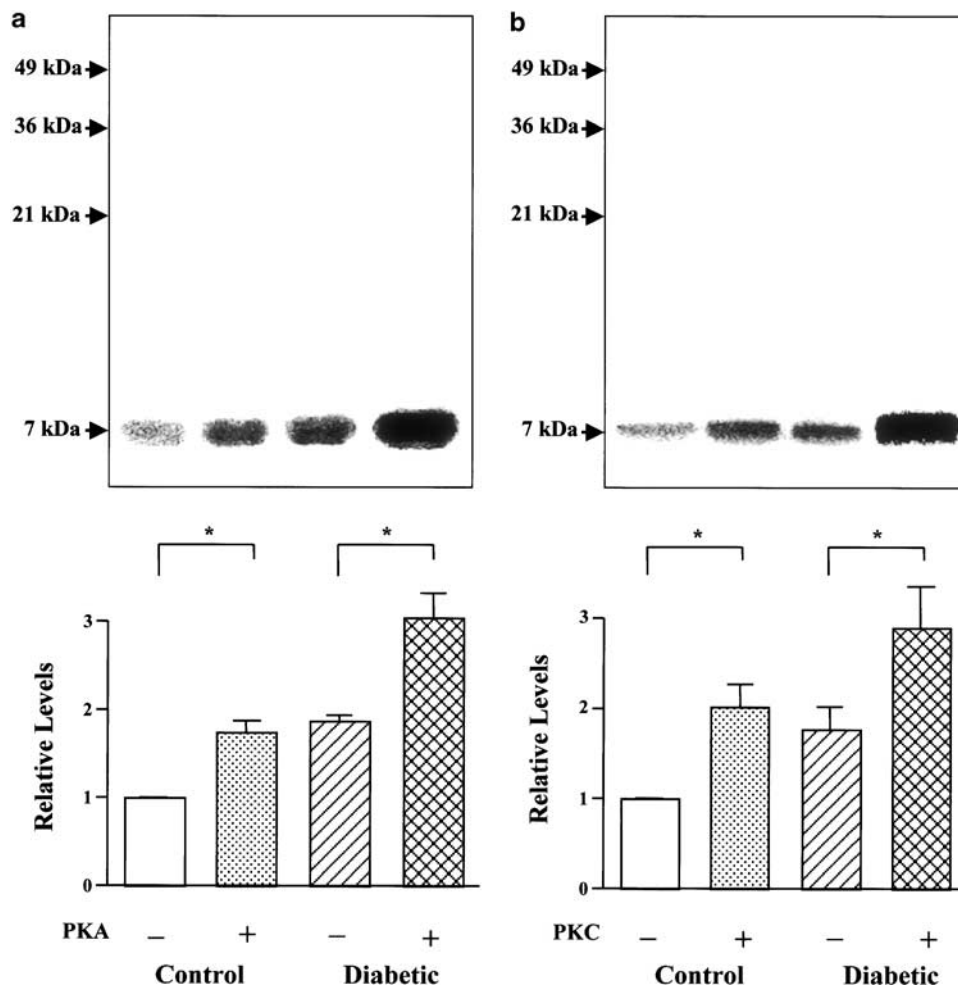 a
49 kDa
36 kDa
21 kDa
7 kDa
*
*
Relative Levels
3
2
1
0
PKA − + − +
Control Diabetic
b
49 kDa
36 kDa
21 kDa
7 kDa
*
*
Relative Levels
3
2
1
0
PKC − + − +
Control Diabetic